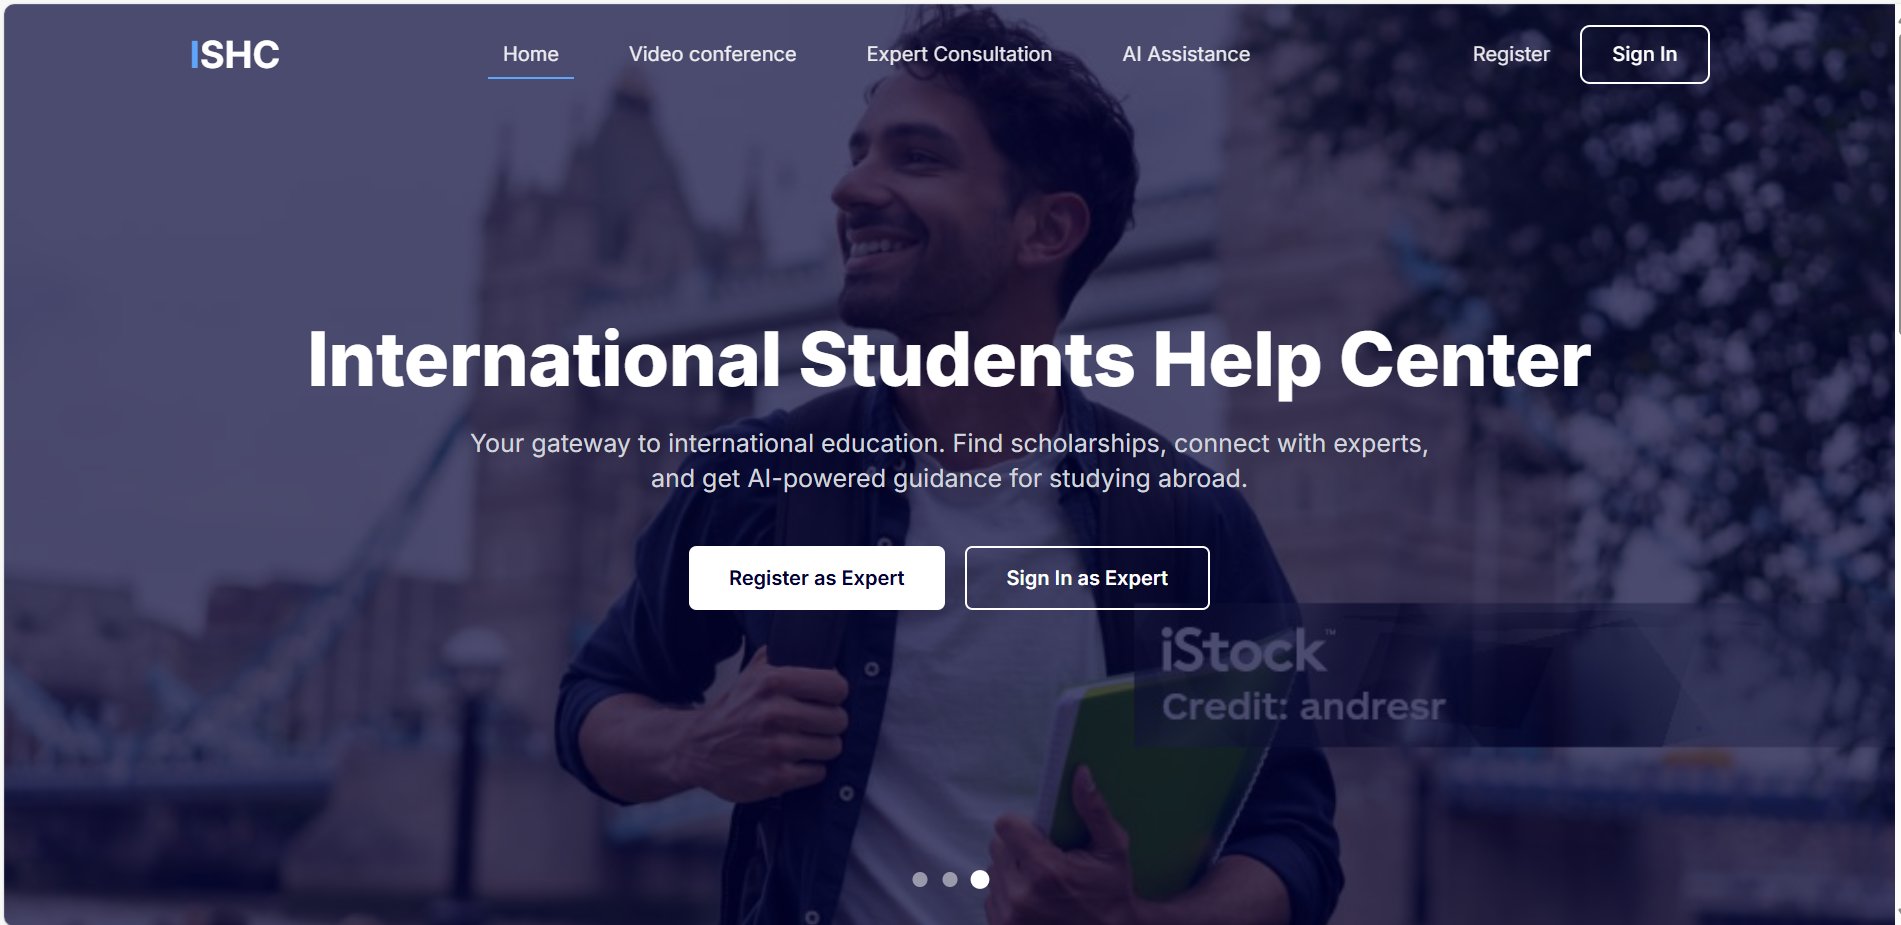 ISHC
Home
Video conference
Expert Consultation
AI Assistance
Register
Sign In
International Students Help Center
Your gateway to international education. Find scholarships, connect with experts,
and get AI-powered guidance for studying abroad.
Register as Expert
Sign In as Expert
iStock™
Credit: andresr